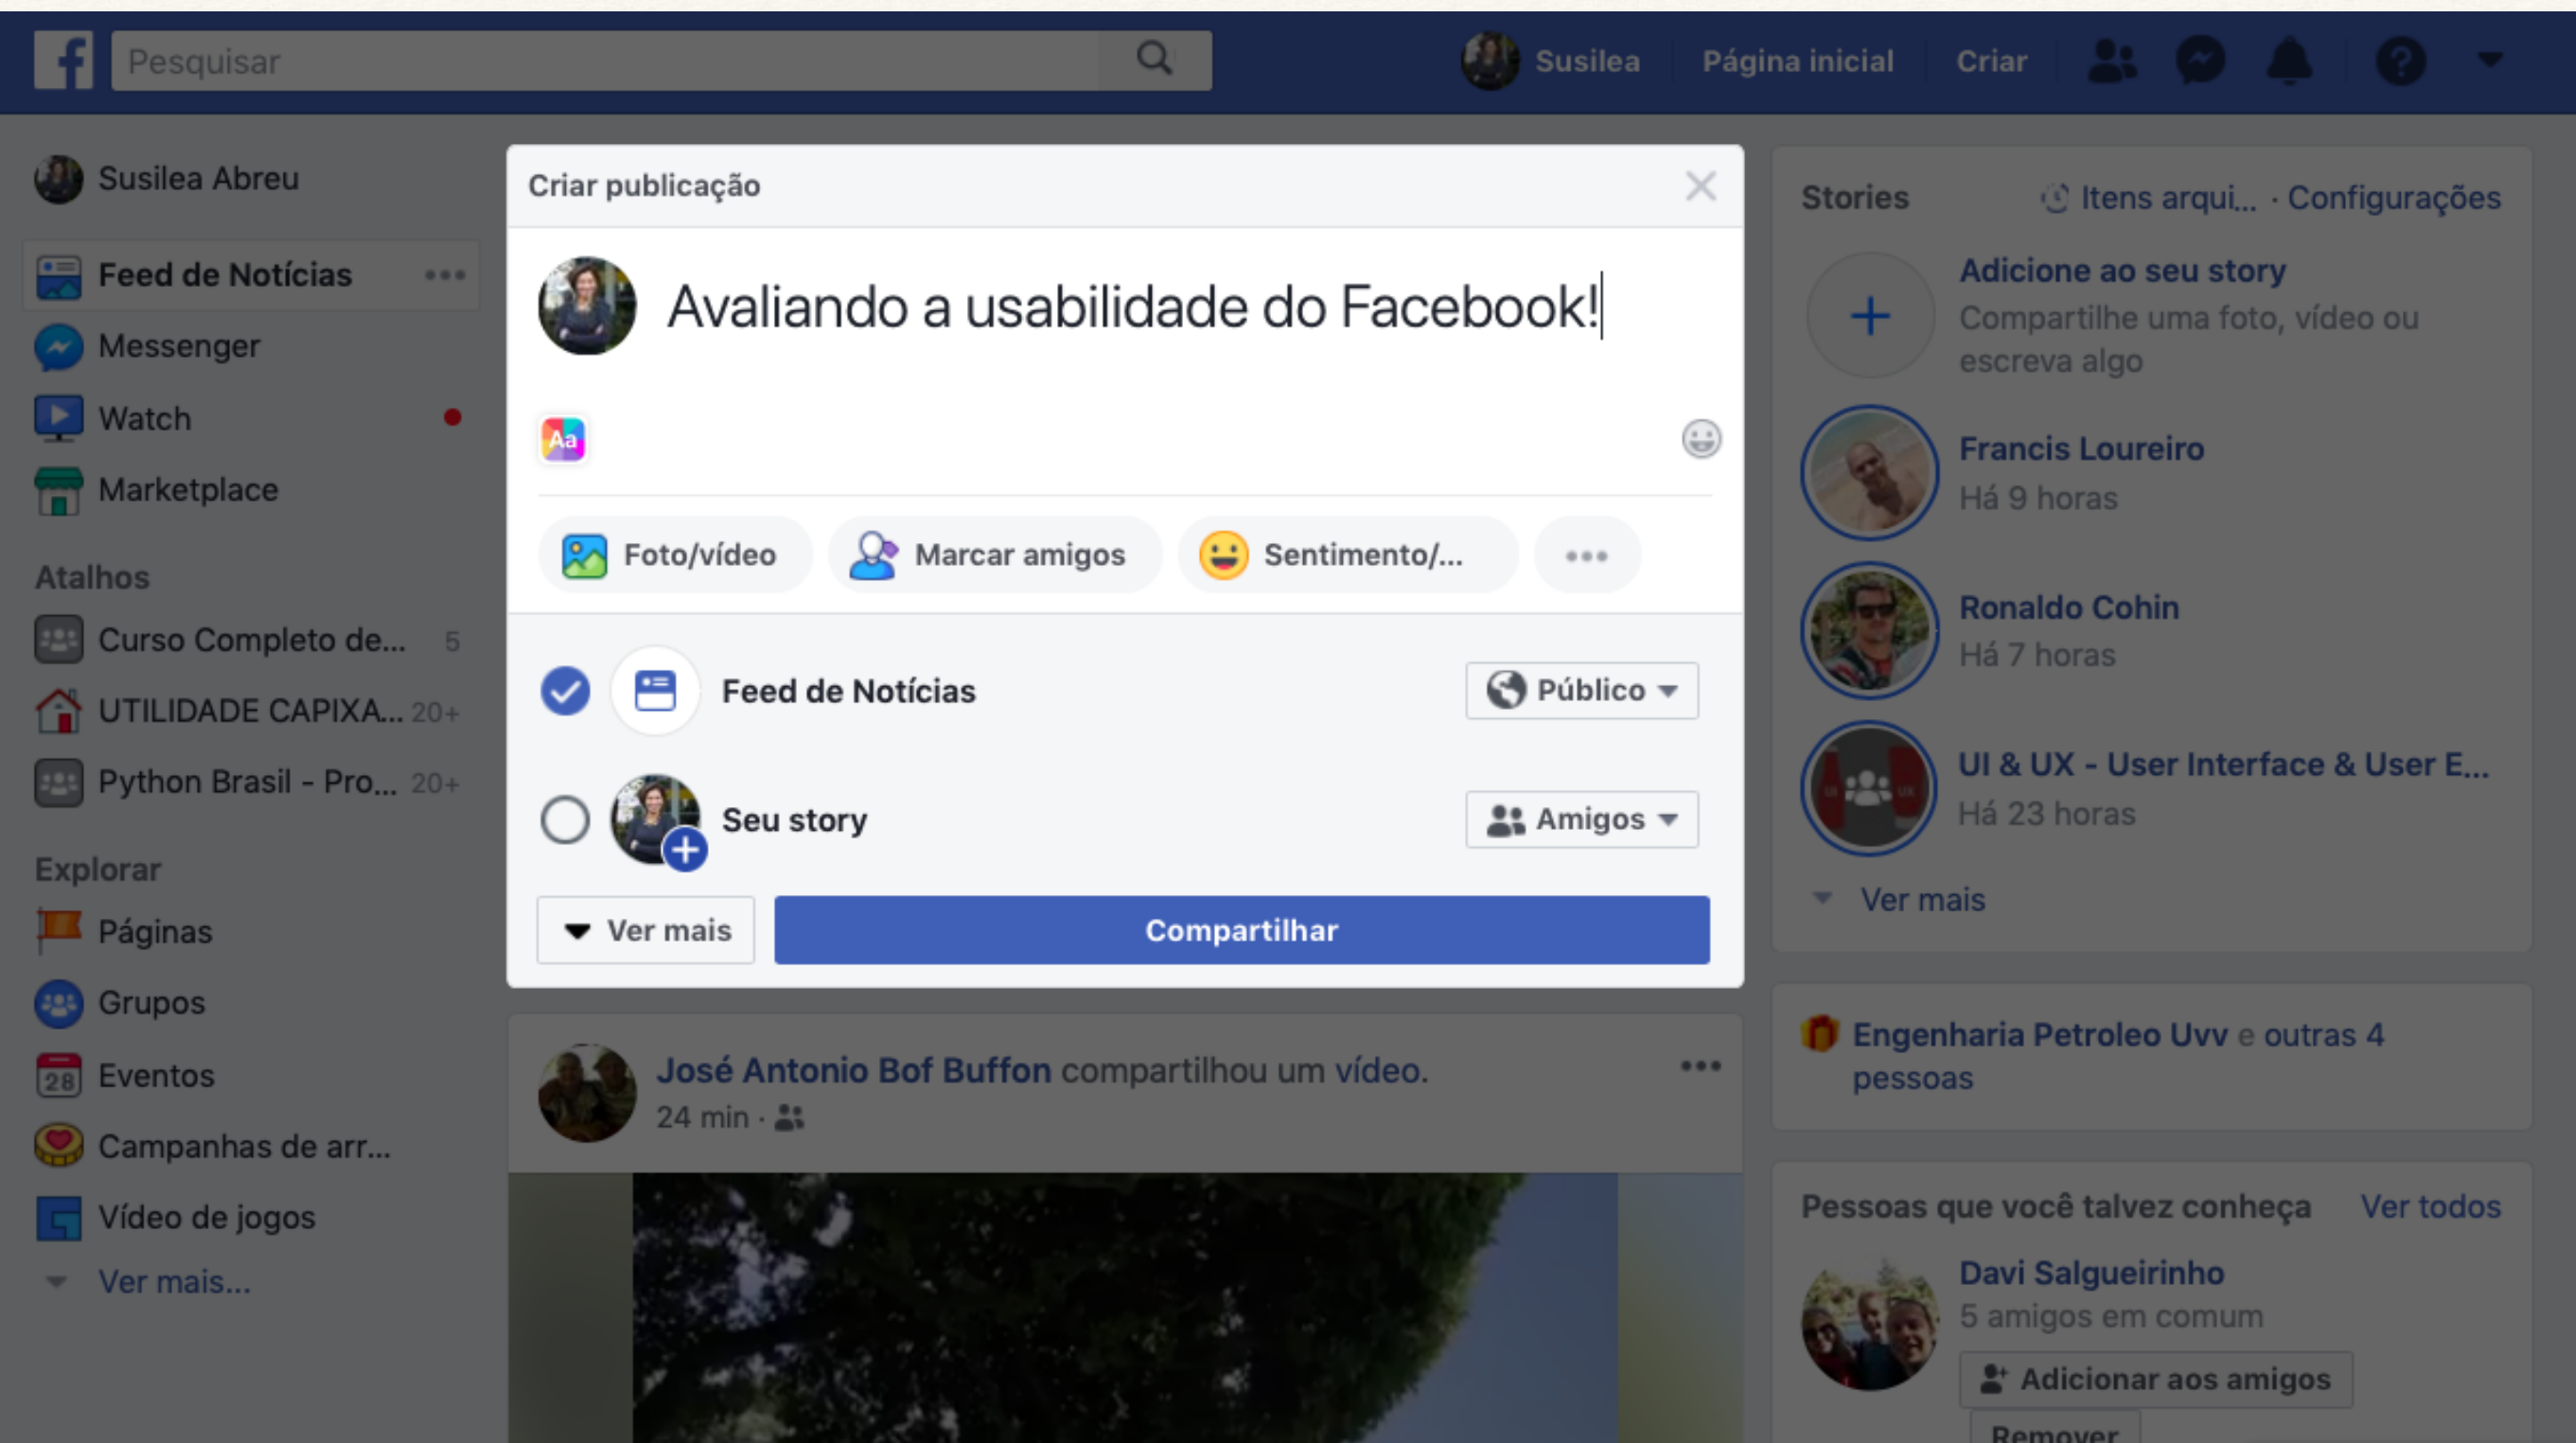 f
Pesquisar
Susilea
Página inicial
Criar
Susilea Abreu
Feed de Notícias
Messenger
Watch
Marketplace
Atalhos
Curso Completo de... 5
UTILIDADE CAPIXA... 20+
Python Brasil - Pro... 20+
Explorar
Páginas
Grupos
28 Eventos
Campanhas de arr...
Vídeo de jogos
Ver mais...
Criar publicação
Avaliando a usabilidade do Facebook!
Aa
Foto/vídeo
Marcar amigos
Sentimento/...
Feed de Notícias
Público
Seu story
Amigos
Ver mais
Compartilhar
José Antonio Bof Buffon compartilhou um vídeo.
24 min ·
Stories
Itens arqui... · Configurações
Adicione ao seu story
Compartilhe uma foto, vídeo ou
escreva algo
Francis Loureiro
Há 9 horas
Ronaldo Cohin
Há 7 horas
UI UX
UI & UX - User Interface & User E...
Há 23 horas
Ver mais
Engenharia Petroleo Uvv e outras 4
pessoas
Pessoas que você talvez conheça
Ver todos
Davi Salgueirinho
5 amigos em comum
Adicionar aos amigos
Remover